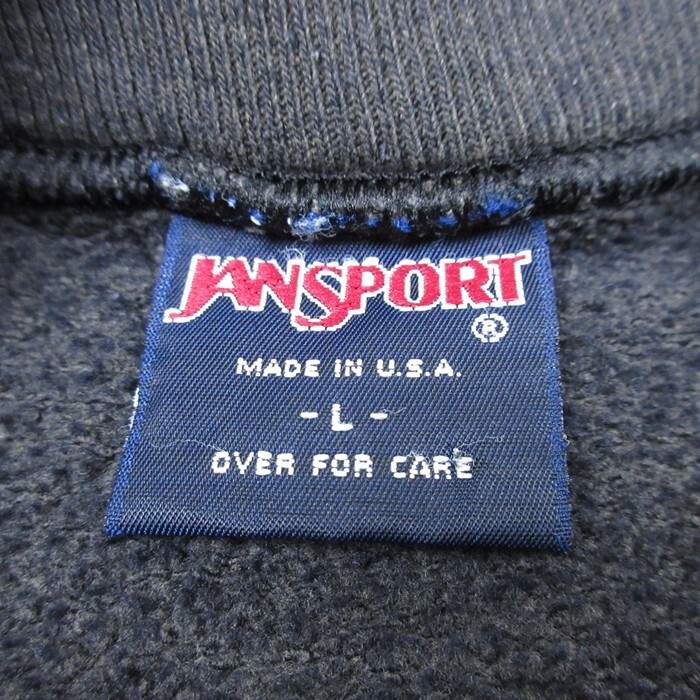 JANSPORT®
MADE IN U.S.A.
- L -
OVER FOR CARE